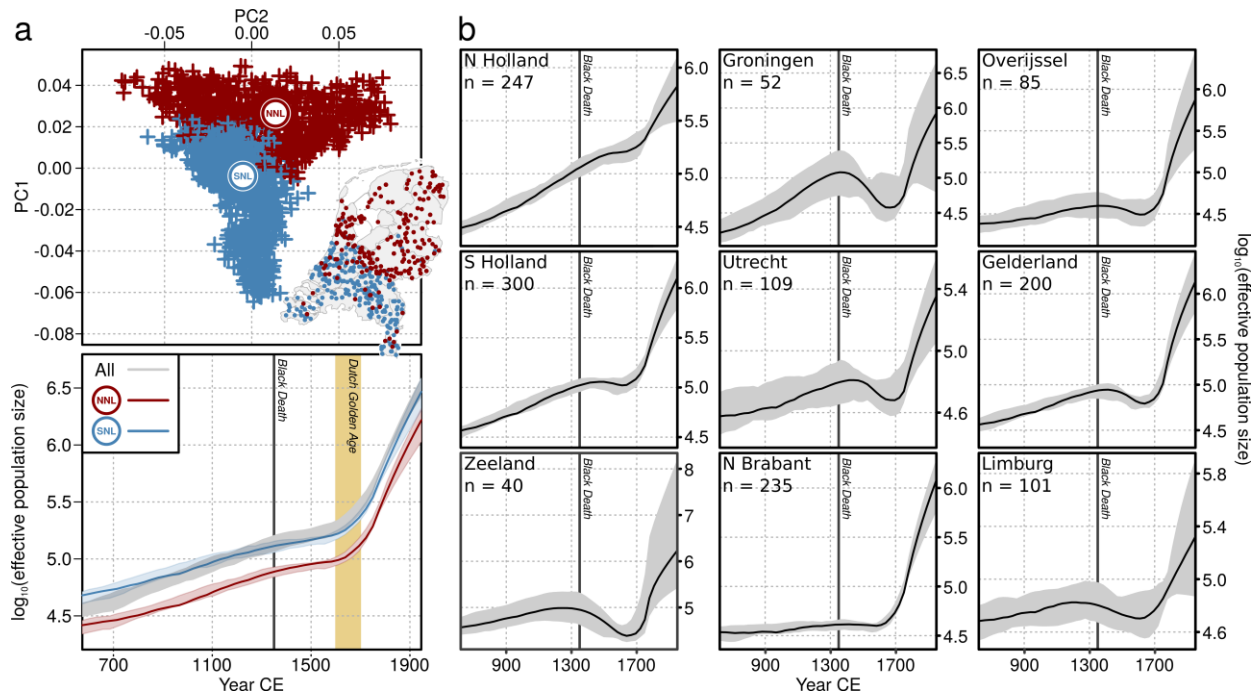 a
PC2
-0.05 0.00 0.05
PC1
0.04
0.02
0.00
-0.02
-0.04
-0.06
-0.08
NNL
SNL
log₁₀(effective population size)
6.5
6.0
5.5
5.0
4.5
All
NNL
SNL
Black Death
Dutch Golden Age
700 1100 1500 1900
Year CE
b
N Holland
n = 247
Black Death
6.0
5.5
5.0
4.5
Groningen
n = 52
Black Death
6.5
6.0
5.5
5.0
4.5
Overijssel
n = 85
Black Death
6.0
5.5
5.0
4.5
S Holland
n = 300
Black Death
6.0
5.5
5.0
4.5
Utrecht
n = 109
Black Death
5.4
5.0
4.6
Gelderland
n = 200
Black Death
6.0
5.5
5.0
4.5
Zeeland
n = 40
Black Death
8
7
6
5
900 1300 1700
N Brabant
n = 235
Black Death
6.0
5.5
5.0
4.5
900 1300 1700
Year CE
Limburg
n = 101
Black Death
5.8
5.4
5.0
4.6
900 1300 1700
log₁₀(effective population size)